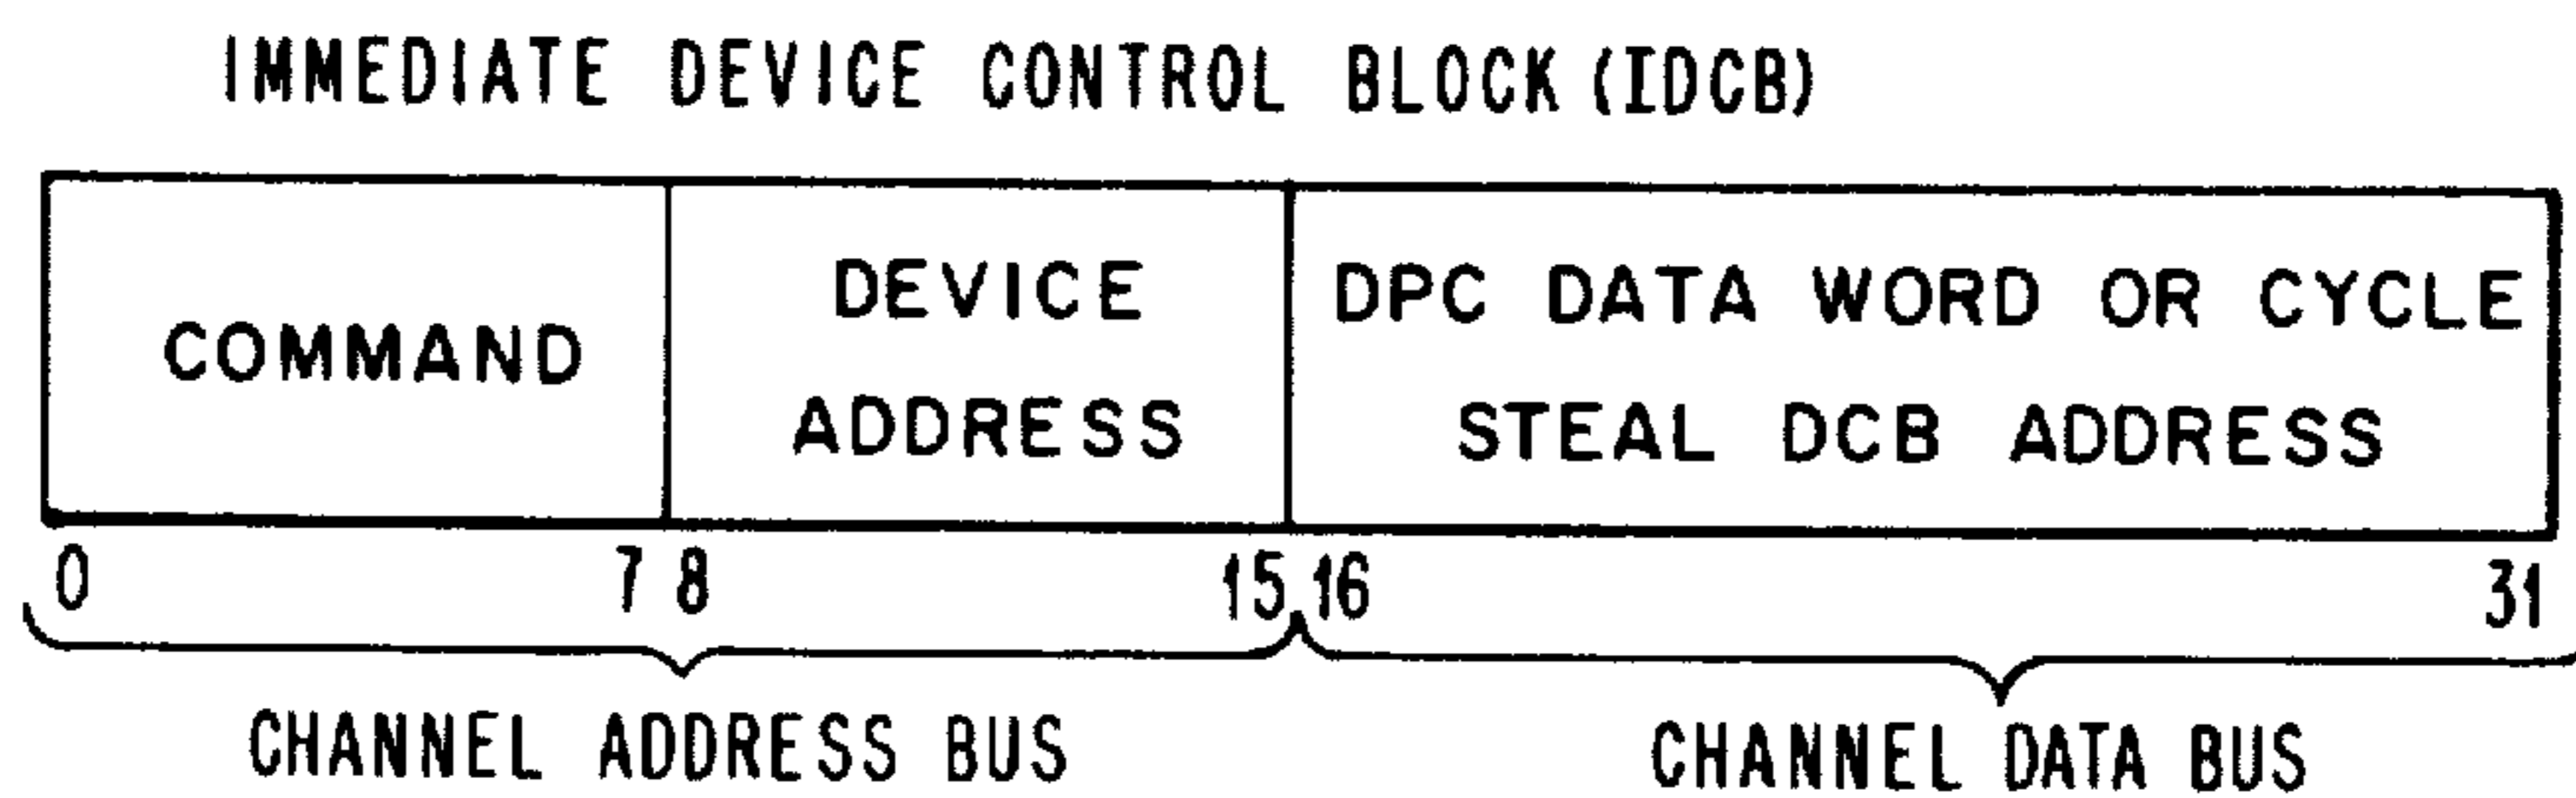 IMMEDIATE DEVICE CONTROL BLOCK (IDCB)
COMMAND
DEVICE
ADDRESS
DPC DATA WORD OR CYCLE
STEAL DCB ADDRESS
0 7 8 15 16 31
CHANNEL ADDRESS BUS CHANNEL DATA BUS